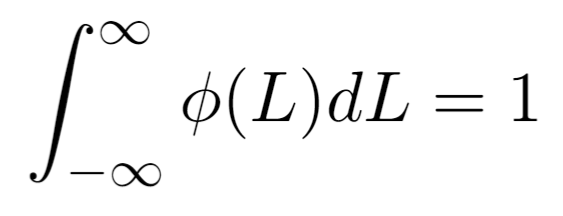 ∫_{-∞}^{∞} ϕ(L)dL = 1